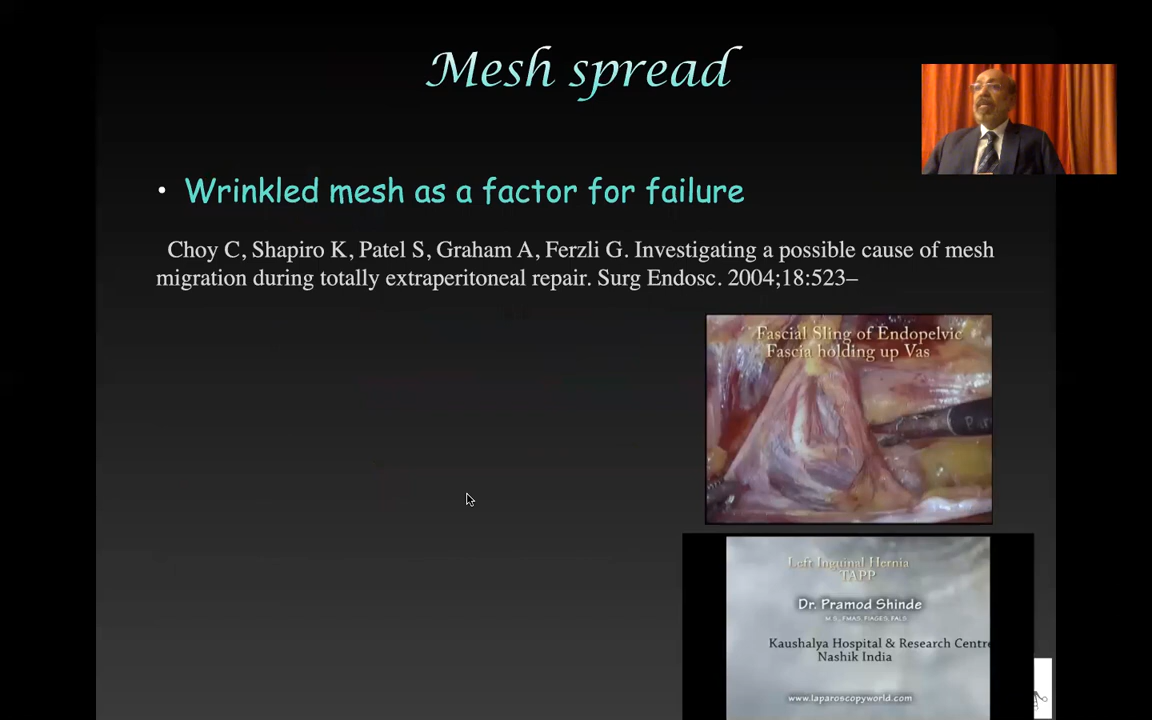 Mesh spread
• Wrinkled mesh as a factor for failure
Choy C, Shapiro K, Patel S, Graham A, Ferzli G. Investigating a possible cause of mesh
migration during totally extraperitoneal repair. Surg Endosc. 2004;18:523–
Fascial Sling of Endopelvic
Fascia holding up Vas
Left Inguinal Hernia
TAPP
Dr. Pramod Shinde
M.S., FMAS, FIAGES, FALS
Kaushalya Hospital & Research Centre
Nashik India
www.laparoscopyworld.com